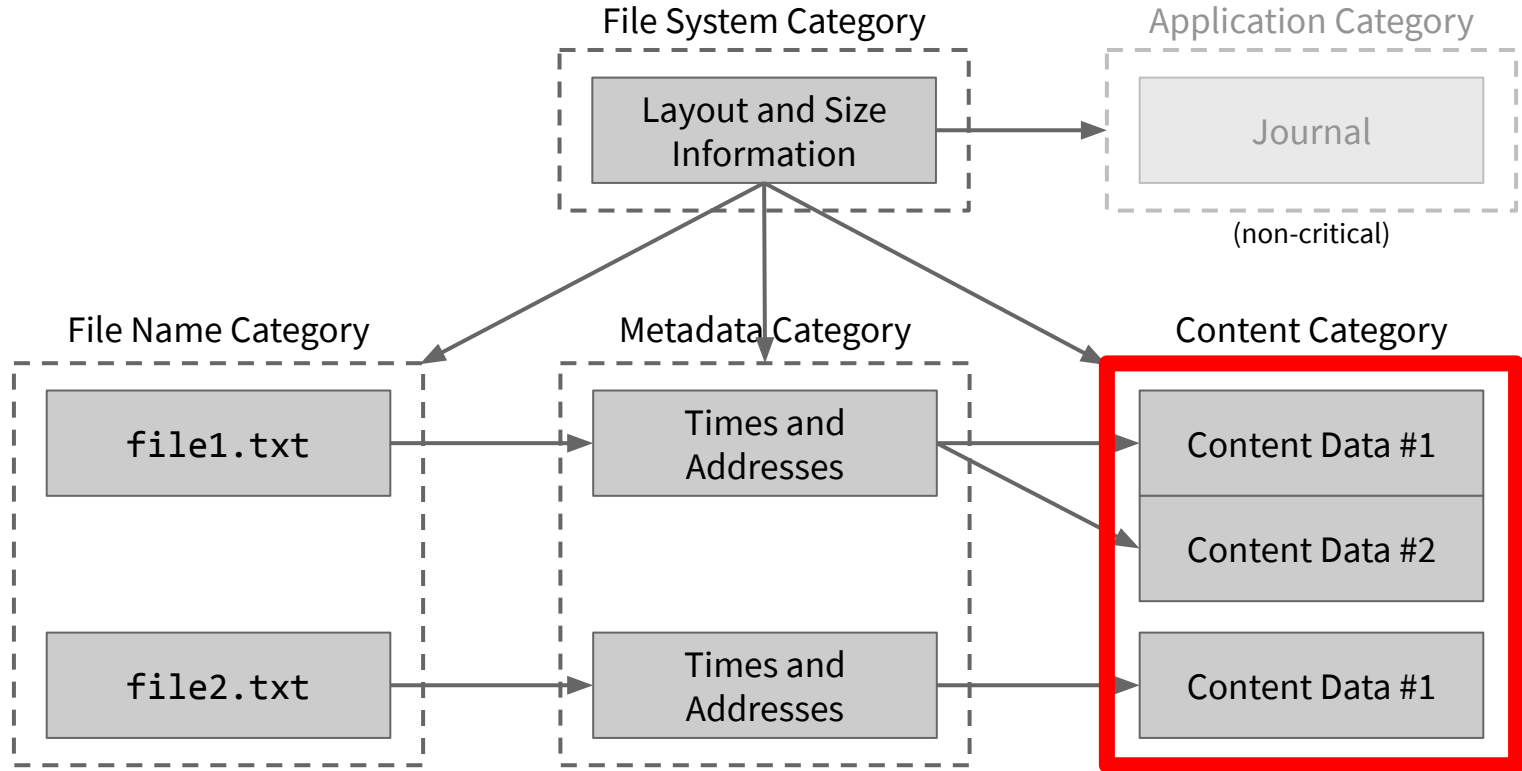 File System Category
Application Category
Layout and Size
Information
Journal
(non-critical)
File Name Category
Metadata Category
Content Category
file1.txt
Times and
Addresses
Content Data #1
Content Data #2
file2.txt
Times and
Addresses
Content Data #1